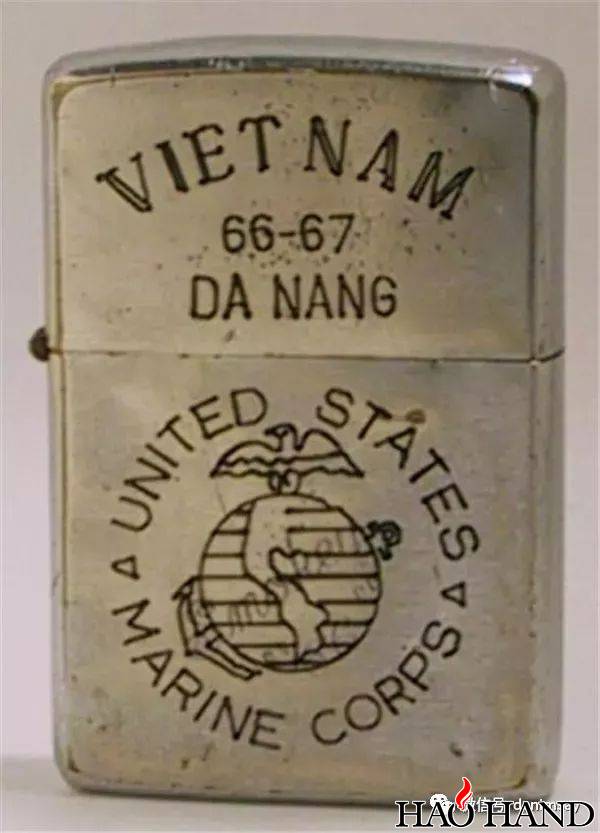 VIETNAM
66-67
DA NANG
UNITED STATES
MARINE CORPS
HAO HAND